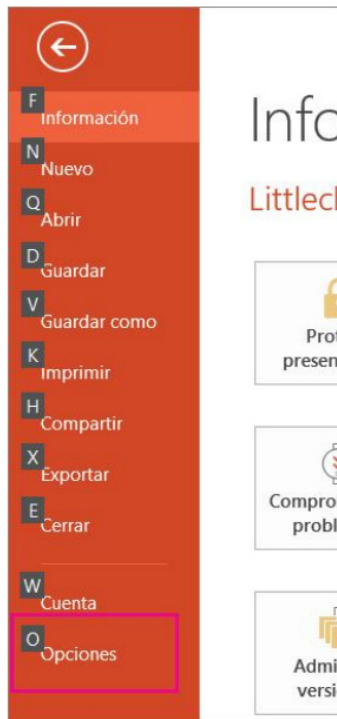 F
Información
N
Nuevo
Q
Abrir
D
Guardar
V
Guardar como
K
Imprimir
H
Compartir
X
Exportar
E
Cerrar
W
Cuenta
O
Opciones
Info
Littlecl
Prot
presen
Compro
probl
Admi
versi